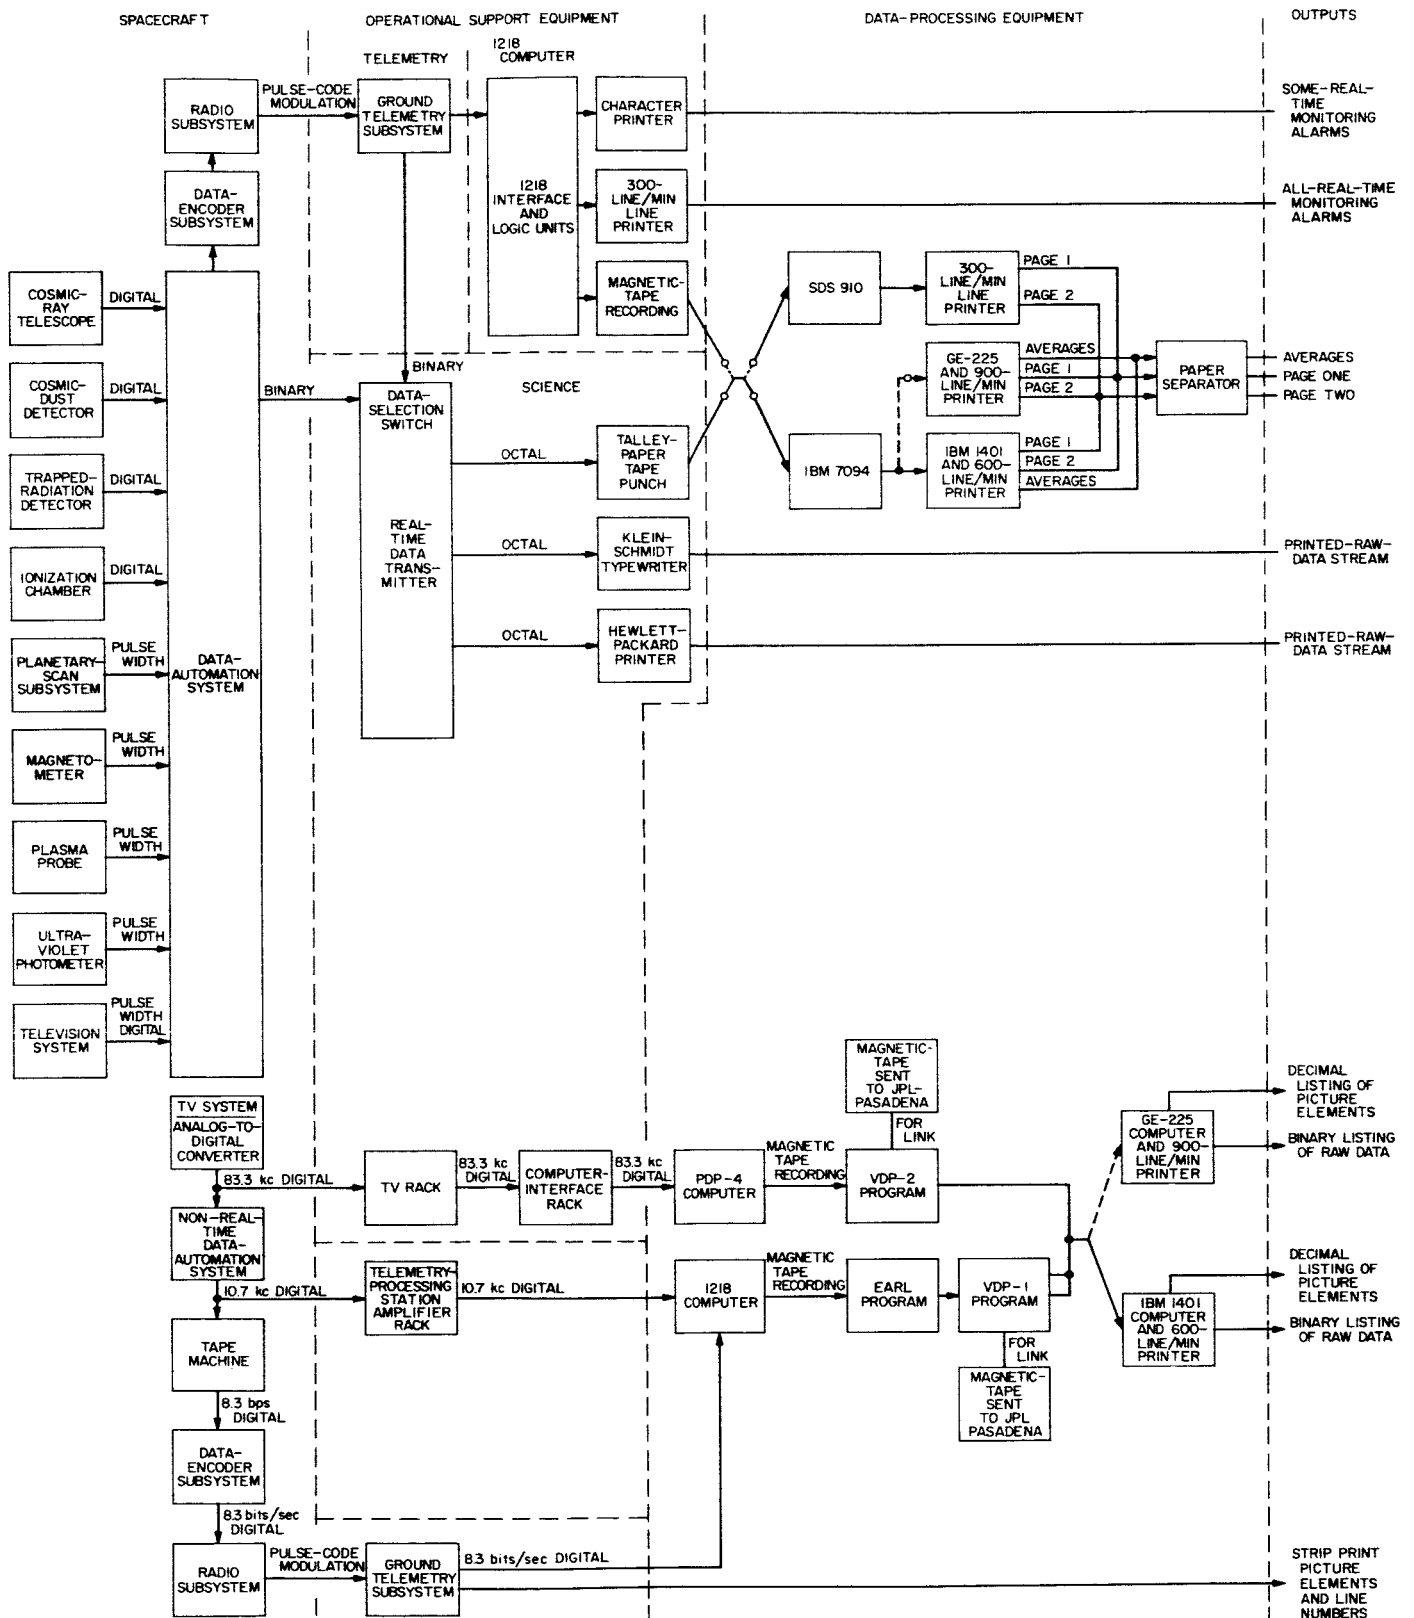 SPACECRAFT
OPERATIONAL SUPPORT EQUIPMENT
DATA-PROCESSING EQUIPMENT
OUTPUTS
TELEMETRY
1218
COMPUTER
RADIO
SUBSYSTEM
PULSE-CODE
MODULATION
GROUND
TELEMETRY
SUBSYSTEM
1218
INTERFACE
AND
LOGIC UNITS
CHARACTER
PRINTER
SOME-REAL-
TIME
MONITORING
ALARMS
DATA-
ENCODER
SUBSYSTEM
300-
LINE/MIN
LINE
PRINTER
ALL-REAL-TIME
MONITORING
ALARMS
MAGNETIC-
TAPE
RECORDING
SDS 910
300-
LINE/MIN
LINE
PRINTER
PAGE 1
PAGE 2
COSMIC-
RAY
TELESCOPE
DIGITAL
COSMIC-
DUST
DETECTOR
DIGITAL
TRAPPED-
RADIATION
DETECTOR
DIGITAL
IONIZATION
CHAMBER
DIGITAL
PLANETARY-
SCAN
SUBSYSTEM
PULSE
WIDTH
MAGNETO-
METER
PULSE
WIDTH
PLASMA
PROBE
PULSE
WIDTH
ULTRA-
VIOLET
PHOTOMETER
PULSE
WIDTH
TELEVISION
SYSTEM
PULSE
WIDTH
DIGITAL
DATA-
AUTOMATION
SYSTEM
BINARY
BINARY
SCIENCE
DATA-
SELECTION
SWITCH
REAL-
TIME
DATA
TRANS-
MITTER
OCTAL
TALLEY-
PAPER
TAPE
PUNCH
OCTAL
KLEIN-
SCHMIDT
TYPEWRITER
PRINTED-RAW-
DATA STREAM
OCTAL
HEWLETT-
PACKARD
PRINTER
PRINTED-RAW-
DATA STREAM
GE-225
AND 900-
LINE/MIN
PRINTER
AVERAGES
PAGE 1
PAGE 2
PAPER
SEPARATOR
AVERAGES
PAGE ONE
PAGE TWO
IBM 7094
IBM 1401
AND 600-
LINE/MIN
PRINTER
PAGE 1
PAGE 2
AVERAGES
TV SYSTEM
ANALOG-TO-
DIGITAL
CONVERTER
83.3 kc DIGITAL
TV RACK
83.3 kc
DIGITAL
COMPUTER-
INTERFACE
RACK
83.3 kc
DIGITAL
PDP-4
COMPUTER
MAGNETIC
TAPE
RECORDING
VDP-2
PROGRAM
FOR
LINK
MAGNETIC-
TAPE
SENT
TO JPL-
PASADENA
GE-225
COMPUTER
AND 900-
LINE/MIN
PRINTER
DECIMAL
LISTING OF
PICTURE
ELEMENTS
BINARY LISTING
OF RAW DATA
NON-REAL-
TIME
DATA-
AUTOMATION
SYSTEM
10.7 kc DIGITAL
TELEMETRY-
PROCESSING
STATION
AMPLIFIER
RACK
10.7 kc DIGITAL
1218
COMPUTER
MAGNETIC
TAPE
RECORDING
EARL
PROGRAM
VDP-1
PROGRAM
FOR
LINK
MAGNETIC-
TAPE
SENT
TO JPL
PASADENA
IBM 1401
COMPUTER
AND 600-
LINE/MIN
PRINTER
DECIMAL
LISTING OF
PICTURE
ELEMENTS
BINARY LISTING
OF RAW DATA
TAPE
MACHINE
8.3 bps
DIGITAL
DATA-
ENCODER
SUBSYSTEM
8.3 bits/sec
DIGITAL
RADIO
SUBSYSTEM
PULSE-CODE
MODULATION
GROUND
TELEMETRY
SUBSYSTEM
8.3 bits/sec DIGITAL
STRIP PRINT
PICTURE
ELEMENTS
AND LINE
NUMBERS